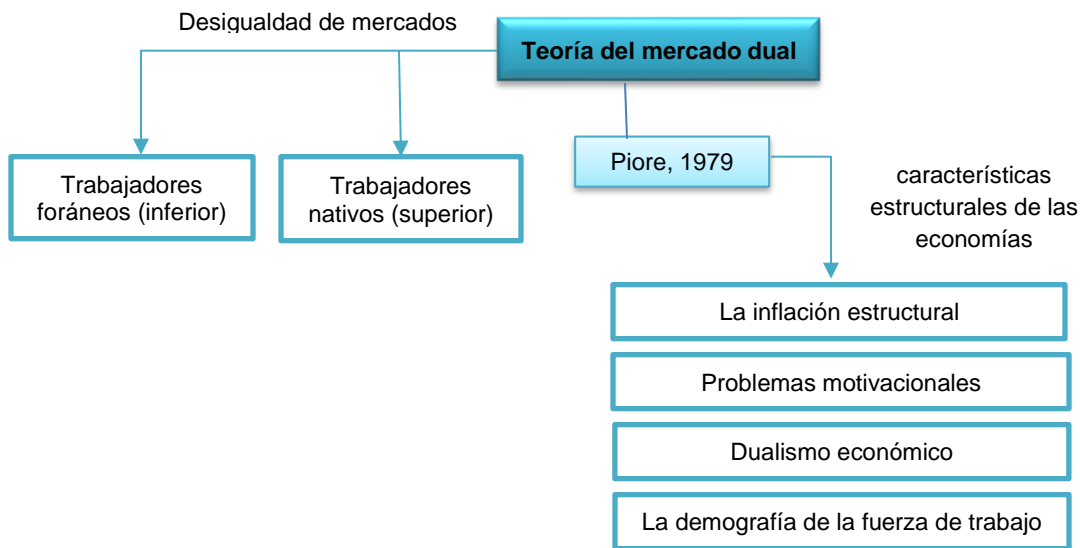 Desigualdad de mercados
Teoría del mercado dual
Trabajadores
foráneos (inferior)
Trabajadores
nativos (superior)
Piore, 1979
características
estructurales de las
economías
La inflación estructural
Problemas motivacionales
Dualismo económico
La demografía de la fuerza de trabajo